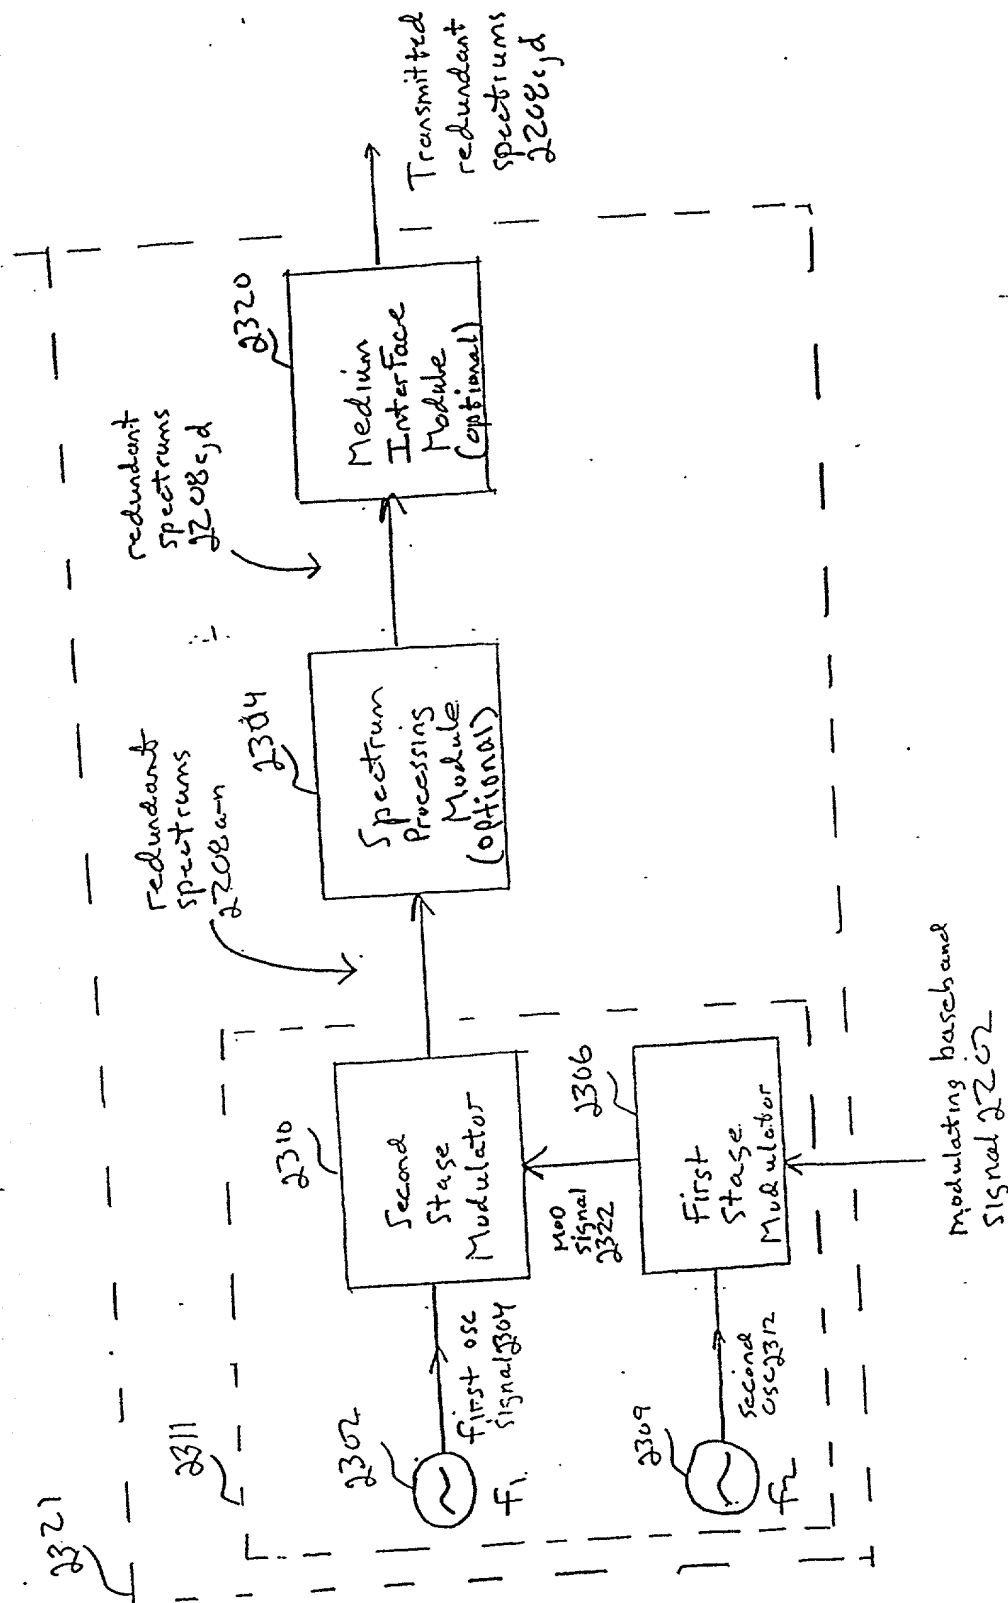 2321
2311
2302
F1
First osc
signal 2304
2310
Second
Stage
Modulator
2309
F2
second
osc 2312
MOD
signal
2322
2306
First
Stage
Modulator
modulating baseband
signal 2202
redundant
spectrums
2208a-n
2304
Spectrum
Processing
Module
(optional)
redundant
spectrums
2208c,d
2320
Medium
Interface
Module
(optional)
Transmitted
redundant
spectrums
2208c,d